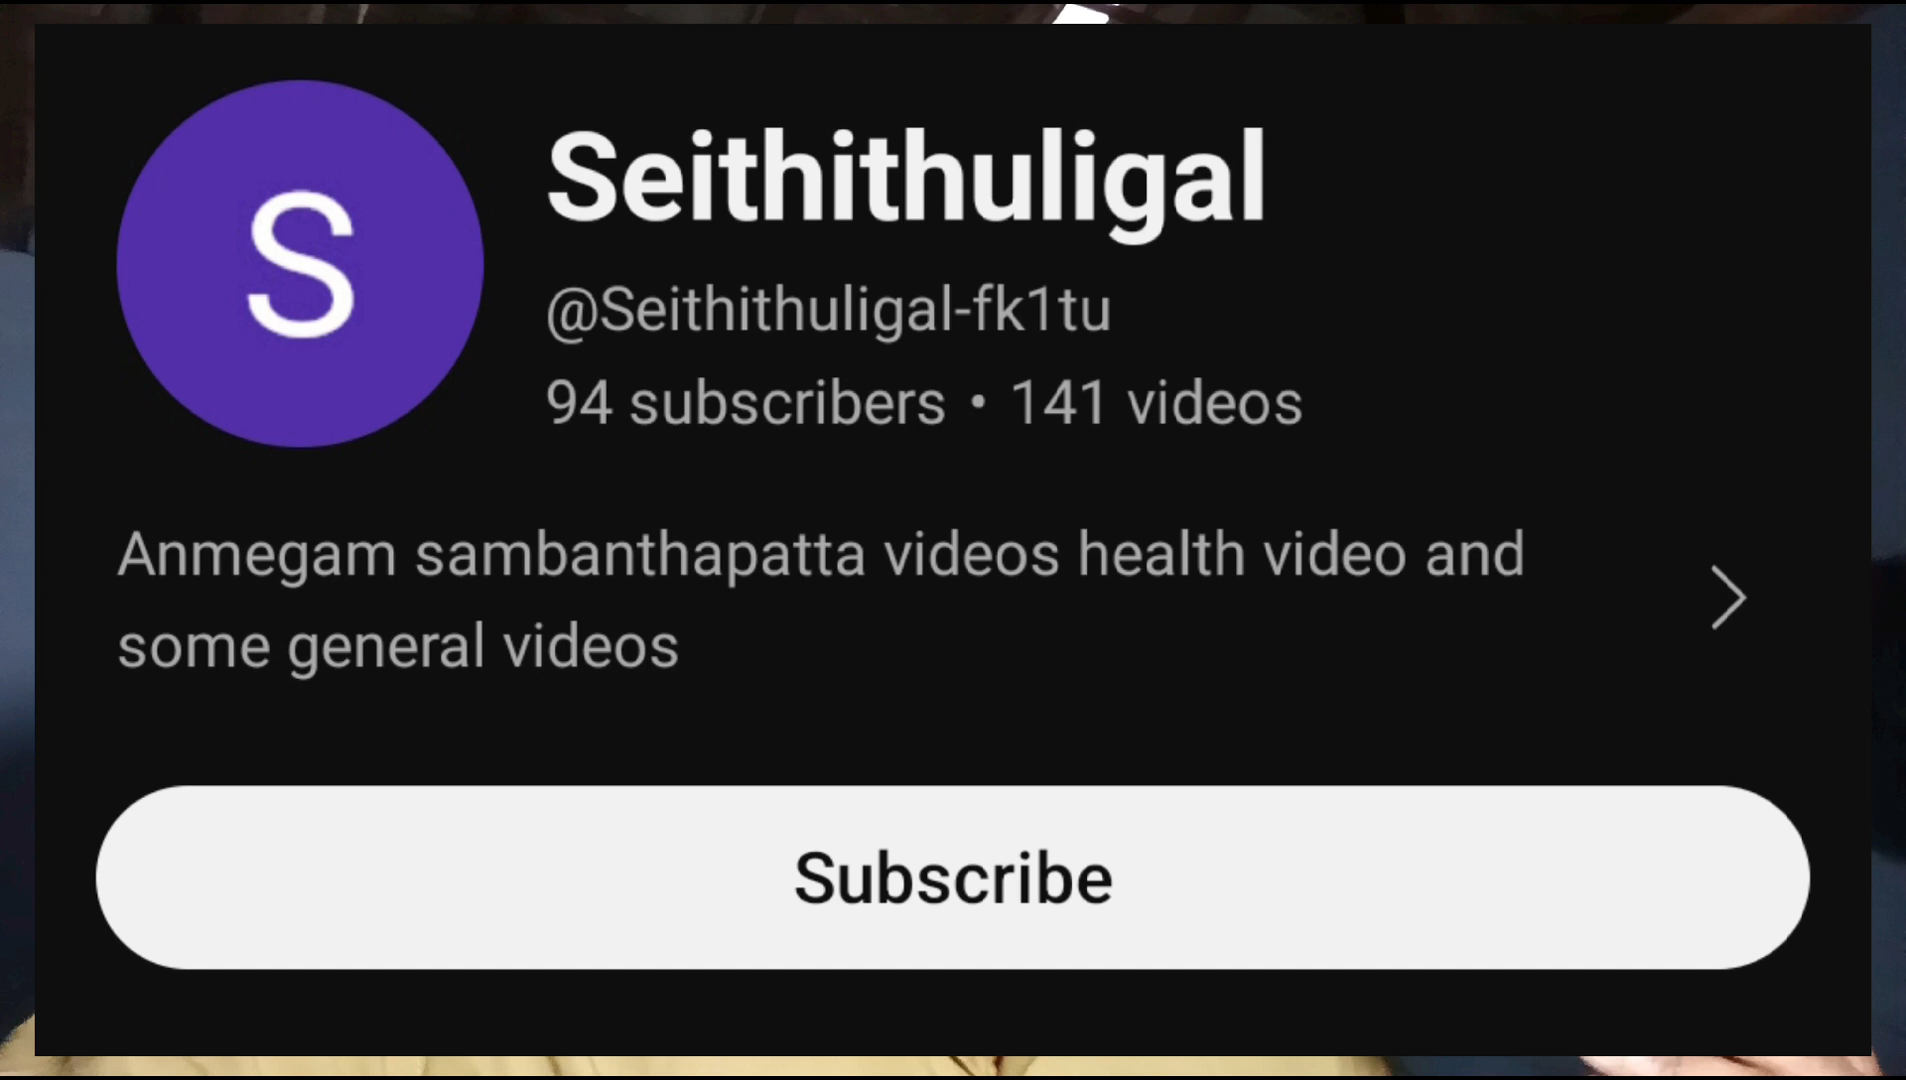 S
Seithithuligal
@Seithithuligal-fk1tu
94 subscribers • 141 videos
Anmegam sambanthapatta videos health video and
some general videos
Subscribe